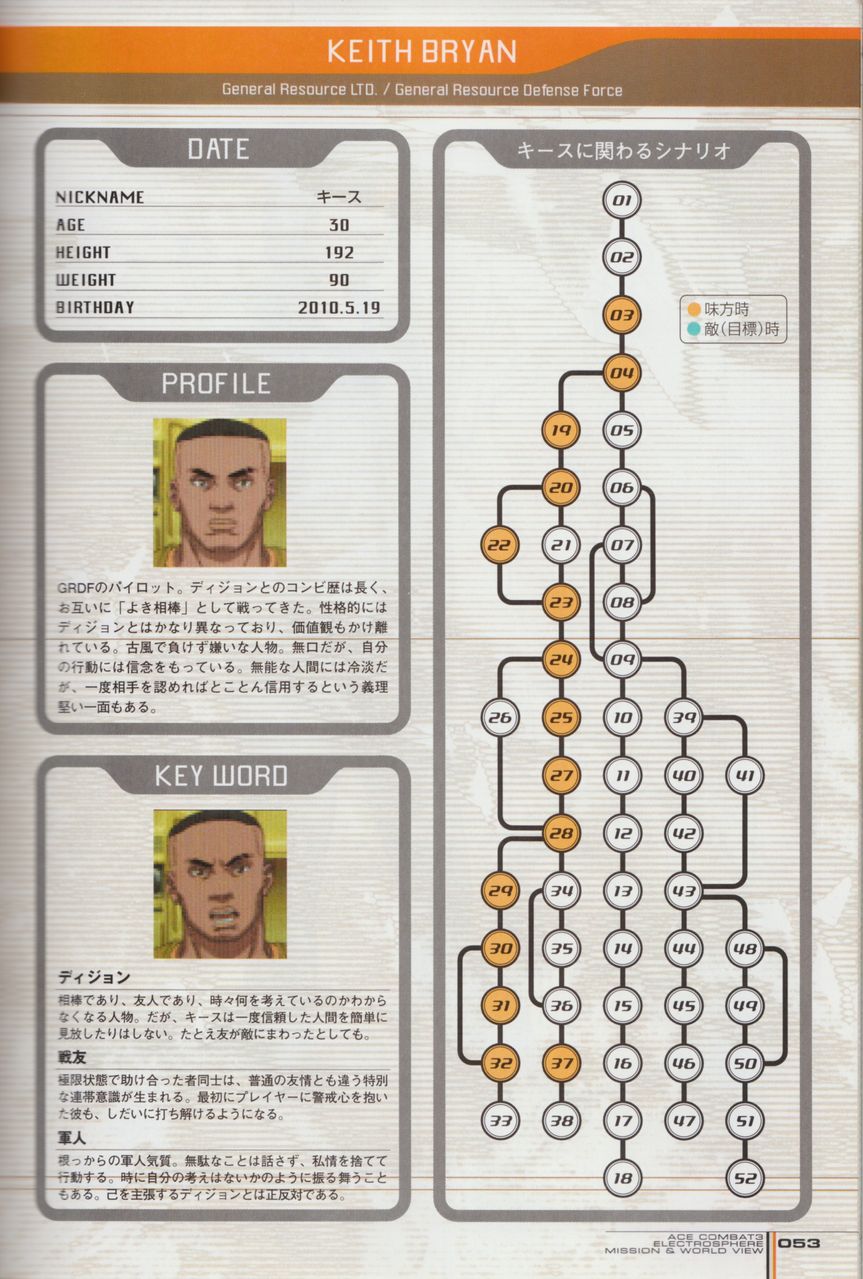 KEITH BRYAN
General Resource LTD. / General Resource Defense Force
DATE
NICKNAME キース
AGE 30
HEIGHT 192
WEIGHT 90
BIRTHDAY 2010.5.19
PROFILE
GRDFのパイロット。ディジョンとのコンビ歴は長く、
お互いに「よき相棒」として戦ってきた。性格的には
ディジョンとはかなり異なっており、価値観もかけ離
れている。古風で負けず嫌いな人物。無口だが、自分
の行動には信念をもっている。無能な人間には冷淡だ
が、一度相手を認めればとことん信用するという義理
堅い一面もある。
KEY WORD
ディジョン
相棒であり、友人であり、時々何を考えているのかわから
なくなる人物。だが、キースは一度信頼した人間を簡単に
見放したりはしない。たとえ友が敵にまわったとしても。
戦友
極限状態で助け合った者同士は、普通の友情とも違う特別
な連帯意識が生まれる。最初にプレイヤーに警戒心を抱い
た彼も、しだいに打ち解けるようになる。
軍人
根っからの軍人気質。無駄なことは話さず、私情を捨てて
行動する。時に自分の考えはないかのように振る舞うこと
もある。己を主張するディジョンとは正反対である。
キースに関わるシナリオ
01
02
味方時
敵(目標)時
03
04
19 05
20 06
22 21 07
23 08
24 09
26 25 10 39
27 11 40 41
28 12 42
29 34 13 43
30 35 14 44 48
31 36 15 45 49
32 37 16 46 50
33 38 17 47 51
18 52
ACE COMBAT3
ELECTROSPHERE
MISSION & WORLD VIEW
053